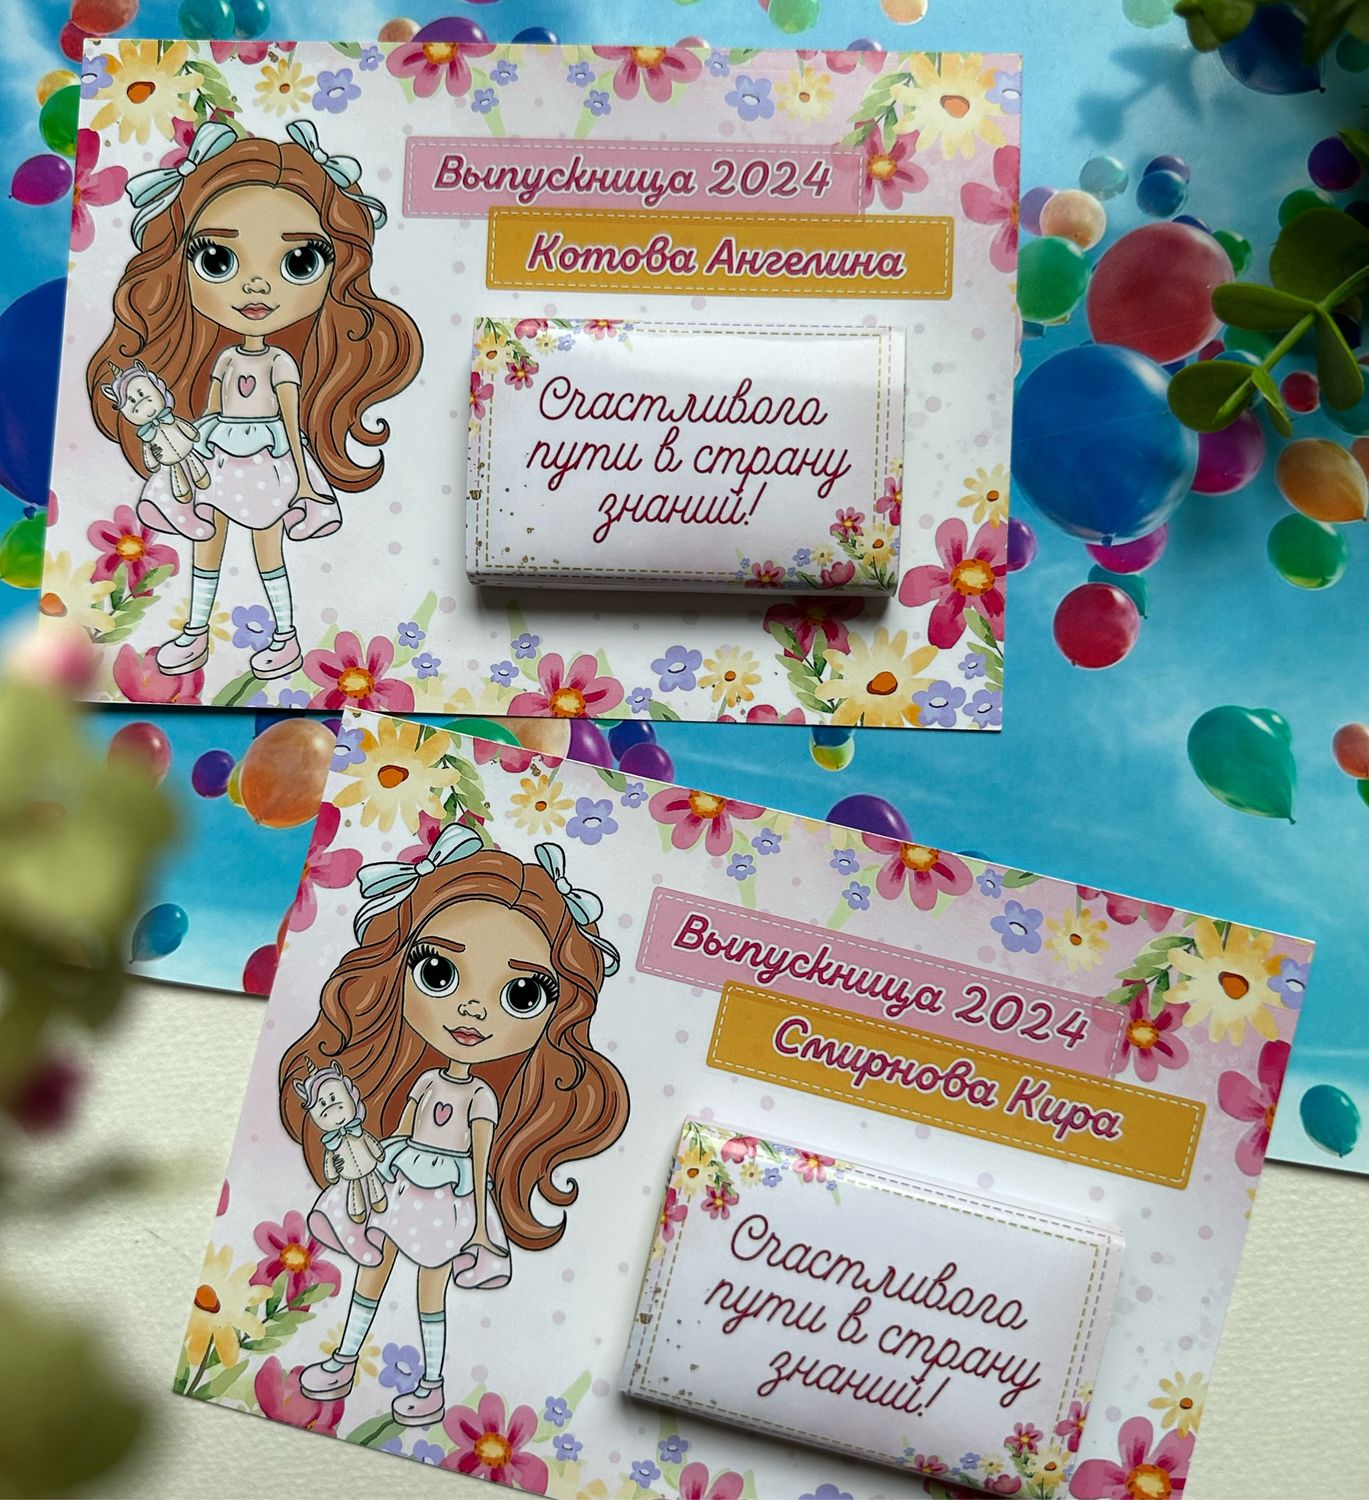 Выпускница 2024
Котова Ангелина
Счастливого
пути в страну
знаний!
Выпускница 2024
Смирнова Кира
Счастливого
пути в страну
знаний!